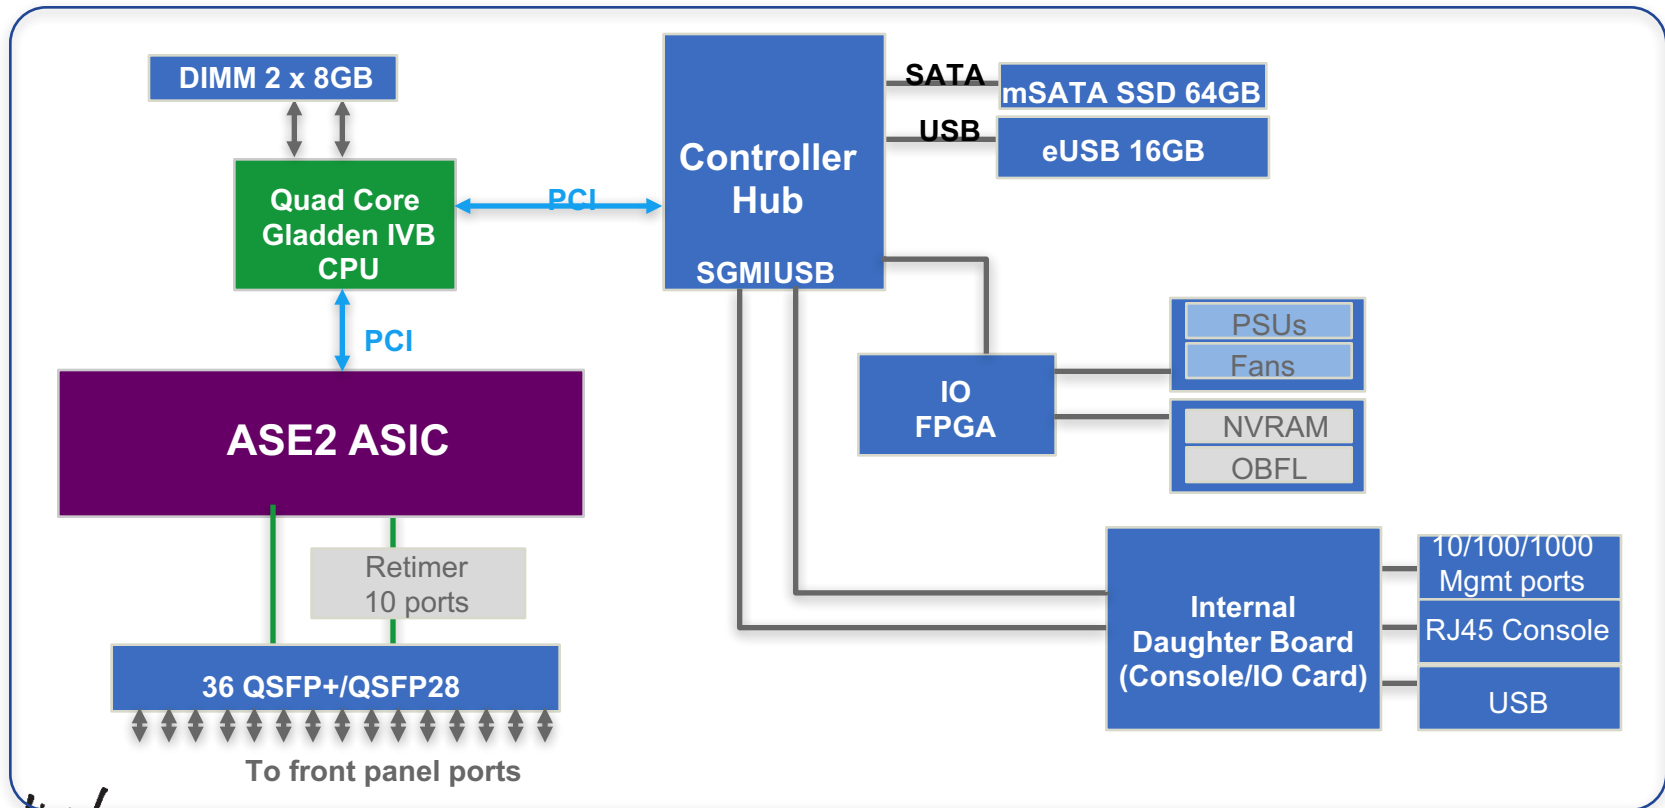 DIMM 2 x 8GB
Quad Core
Gladden IVB
CPU
PCI
PCI
ASE2 ASIC
Retimer
10 ports
36 QSFP+/QSFP28
To front panel ports
Controller
Hub
SGMIUSB
SATA
mSATA SSD 64GB
USB
eUSB 16GB
IO
FPGA
PSUs
Fans
NVRAM
OBFL
Internal
Daughter Board
(Console/IO Card)
10/100/1000
Mgmt ports
RJ45 Console
USB